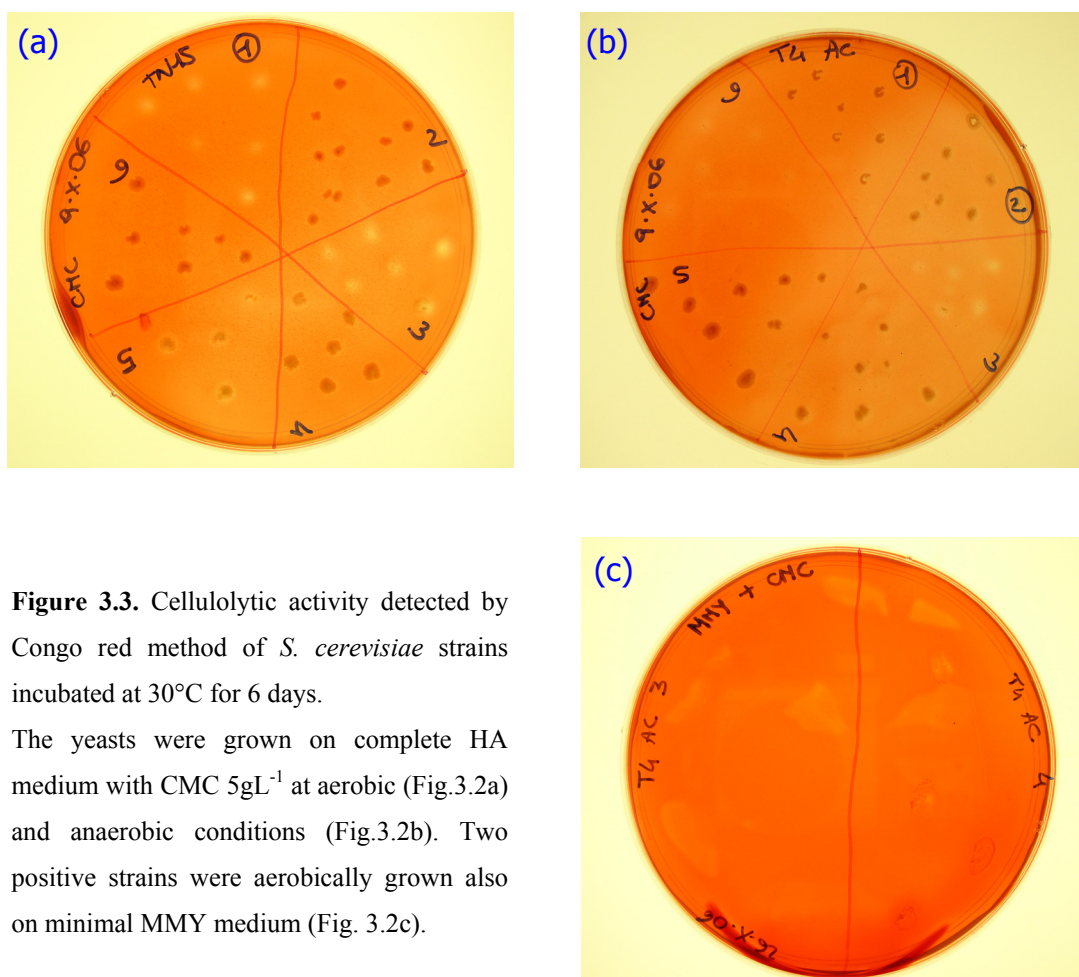 (a)
TN45
1
2
3
4
5
6
CMC 9.X.06
(b)
T4 AC
1
2
3
4
5
6
CMC 9.X.06
(c)
MMY + CMC
T4 AC 3
T4 AC 4
26.X.06
Figure 3.3. Cellulolytic activity detected by
Congo red method of S. cerevisiae strains
incubated at 30°C for 6 days.
The yeasts were grown on complete HA
medium with CMC 5gL-1 at aerobic (Fig.3.2a)
and anaerobic conditions (Fig.3.2b). Two
positive strains were aerobically grown also
on minimal MMY medium (Fig. 3.2c).